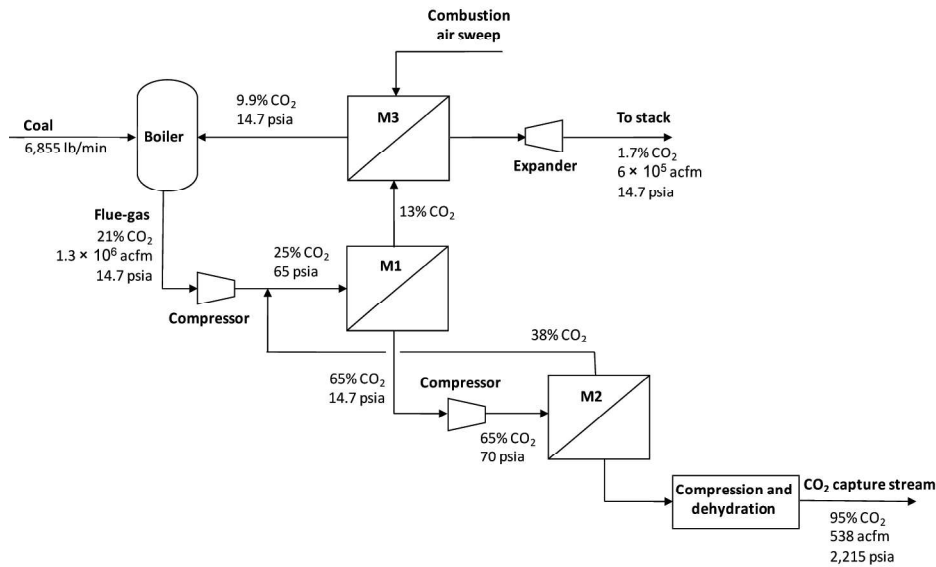 Combustion
air sweep
9.9% CO₂
14.7 psia
M3
Coal
6,855 lb/min
Boiler
To stack
1.7% CO₂
6 × 10⁵ acfm
14.7 psia
Expander
13% CO₂
Flue-gas
21% CO₂
1.3 × 10⁶ acfm
14.7 psia
25% CO₂
65 psia
M1
Compressor
38% CO₂
65% CO₂
14.7 psia
Compressor
M2
65% CO₂
70 psia
Compression and
dehydration
CO₂ capture stream
95% CO₂
538 acfm
2,215 psia